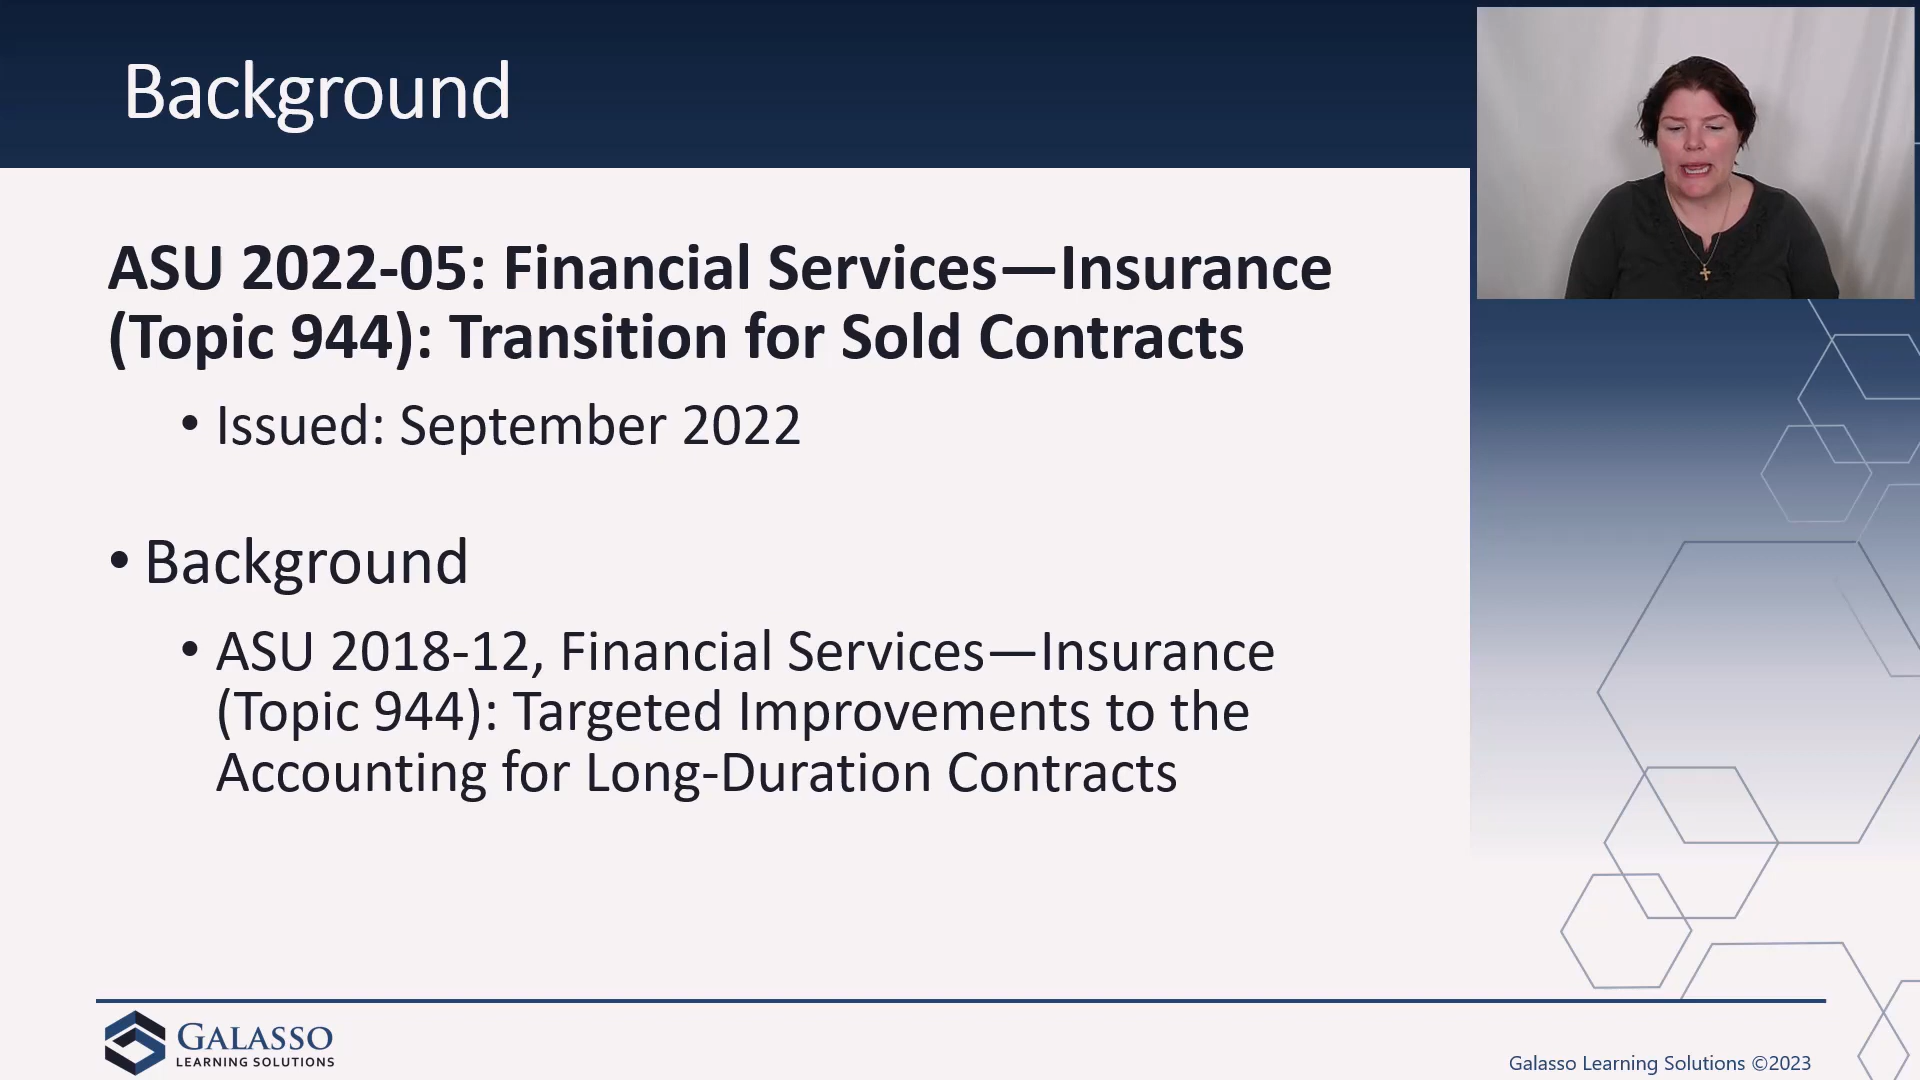 Background
ASU 2022-05: Financial Services—Insurance
(Topic 944): Transition for Sold Contracts
• Issued: September 2022
• Background
• ASU 2018-12, Financial Services—Insurance
(Topic 944): Targeted Improvements to the
Accounting for Long-Duration Contracts
GALASSO
LEARNING SOLUTIONS
Galasso Learning Solutions ©2023